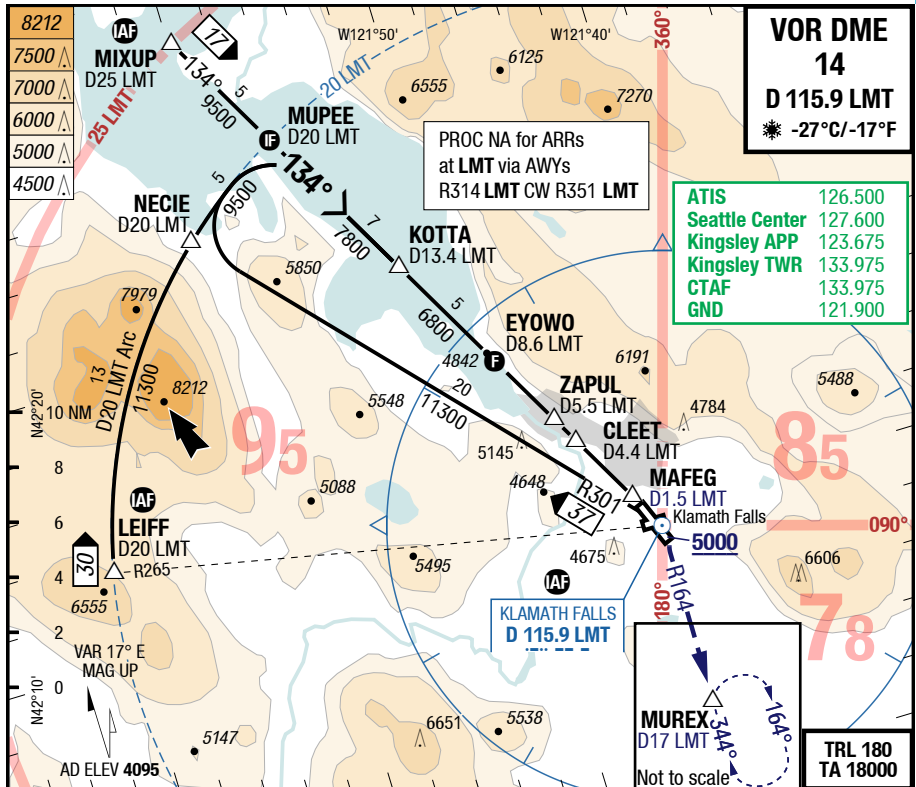 8212
7500
7000
6000
5000
4500
IAF
MIXUP
D25 LMT
25 LMT
17
134°
5
9500
20 LMT
W121°50'
W121°40'
360°
6555
6125
7270
VOR DME
14
D 115.9 LMT
-27°C/-17°F
IF
MUPEE
D20 LMT
134°
PROC NA for ARRs
at LMT via AWYs
R314 LMT CW R351 LMT
ATIS 126.500
Seattle Center 127.600
Kingsley APP 123.675
Kingsley TWR 133.975
CTAF 133.975
GND 121.900
NECIE
D20 LMT
5
9500
7
7800
KOTTA
D13.4 LMT
5850
5
6800
7979
EYOWO
D8.6 LMT
4842
F
6191
5488
13
D20 LMT Arc
11300
8212
20
11300
ZAPUL
D5.5 LMT
4784
N42°20'
10 NM
95
5548
CLEET
D4.4 LMT
85
5145
8
5088
4648
R301
37
MAFEG
D1.5 LMT
Klamath Falls
090°
5000
6
IAF
LEIFF
D20 LMT
R265
30
4
6555
5495
4675
6606
IAF
KLAMATH FALLS
D 115.9 LMT
180°
R164
78
2
VAR 17° E
MAG UP
N42°10'
0
MUREX
D17 LMT
344°
164°
Not to scale
5147
6651
5538
AD ELEV 4095
TRL 180
TA 18000